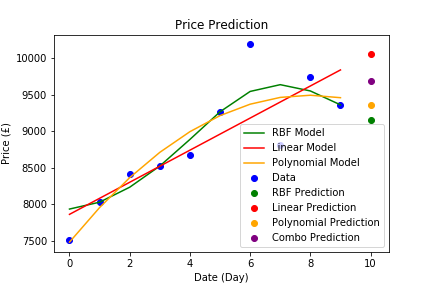 Price Prediction
Price (£)
10000
9500
9000
8500
8000
7500
RBF Model
Linear Model
Polynomial Model
Data
RBF Prediction
Linear Prediction
Polynomial Prediction
Combo Prediction
0 2 4 6 8 10
Date (Day)